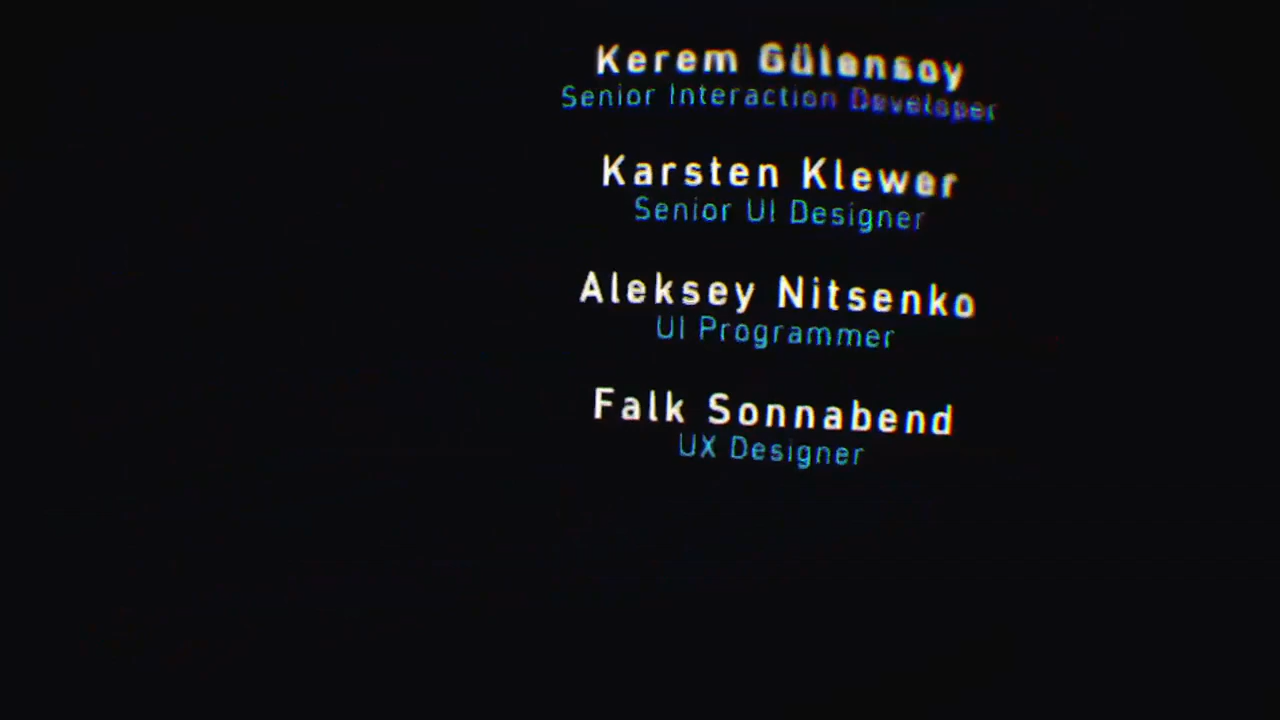 Kerem Gülensoy
Senior Interaction Developer
Karsten Klewer
Senior UI Designer
Aleksey Nitsenko
UI Programmer
Falk Sonnabend
UX Designer